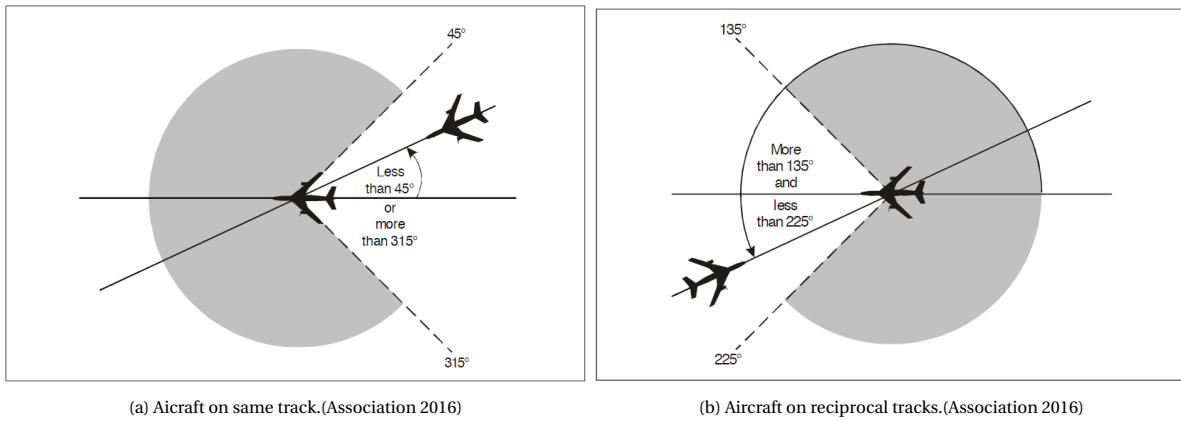 45°
Less
than 45°
or
more
than 315°
315°
(a) Aicraft on same track.(Association 2016)
135°
More
than 135°
and
less
than 225°
225°
(b) Aircraft on reciprocal tracks.(Association 2016)